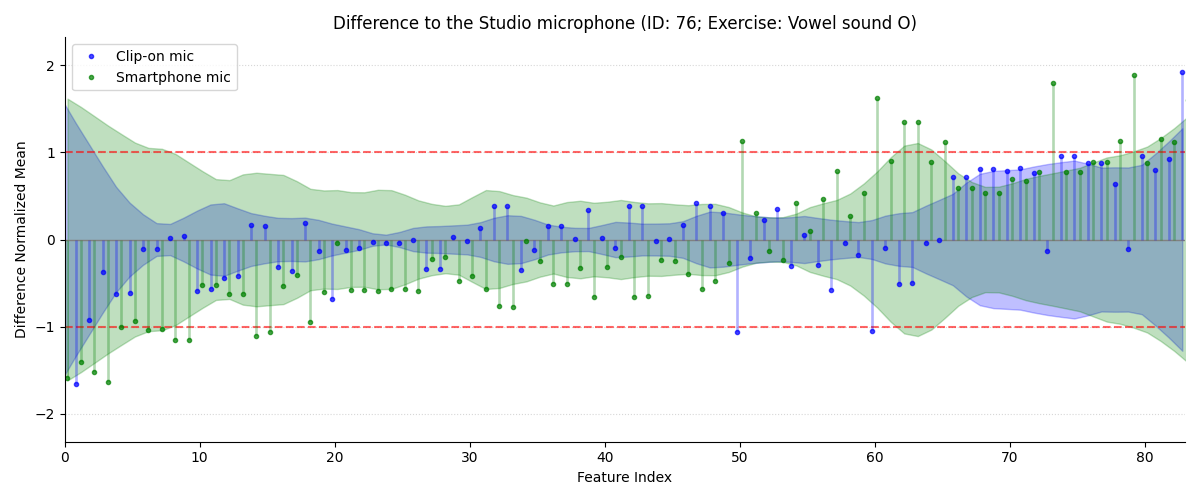 Difference to the Studio microphone (ID: 76; Exercise: Vowel sound O)
Clip-on mic
Smartphone mic
Difference Normalized Mean
2
1
0
−1
−2
0 10 20 30 40 50 60 70 80
Feature Index